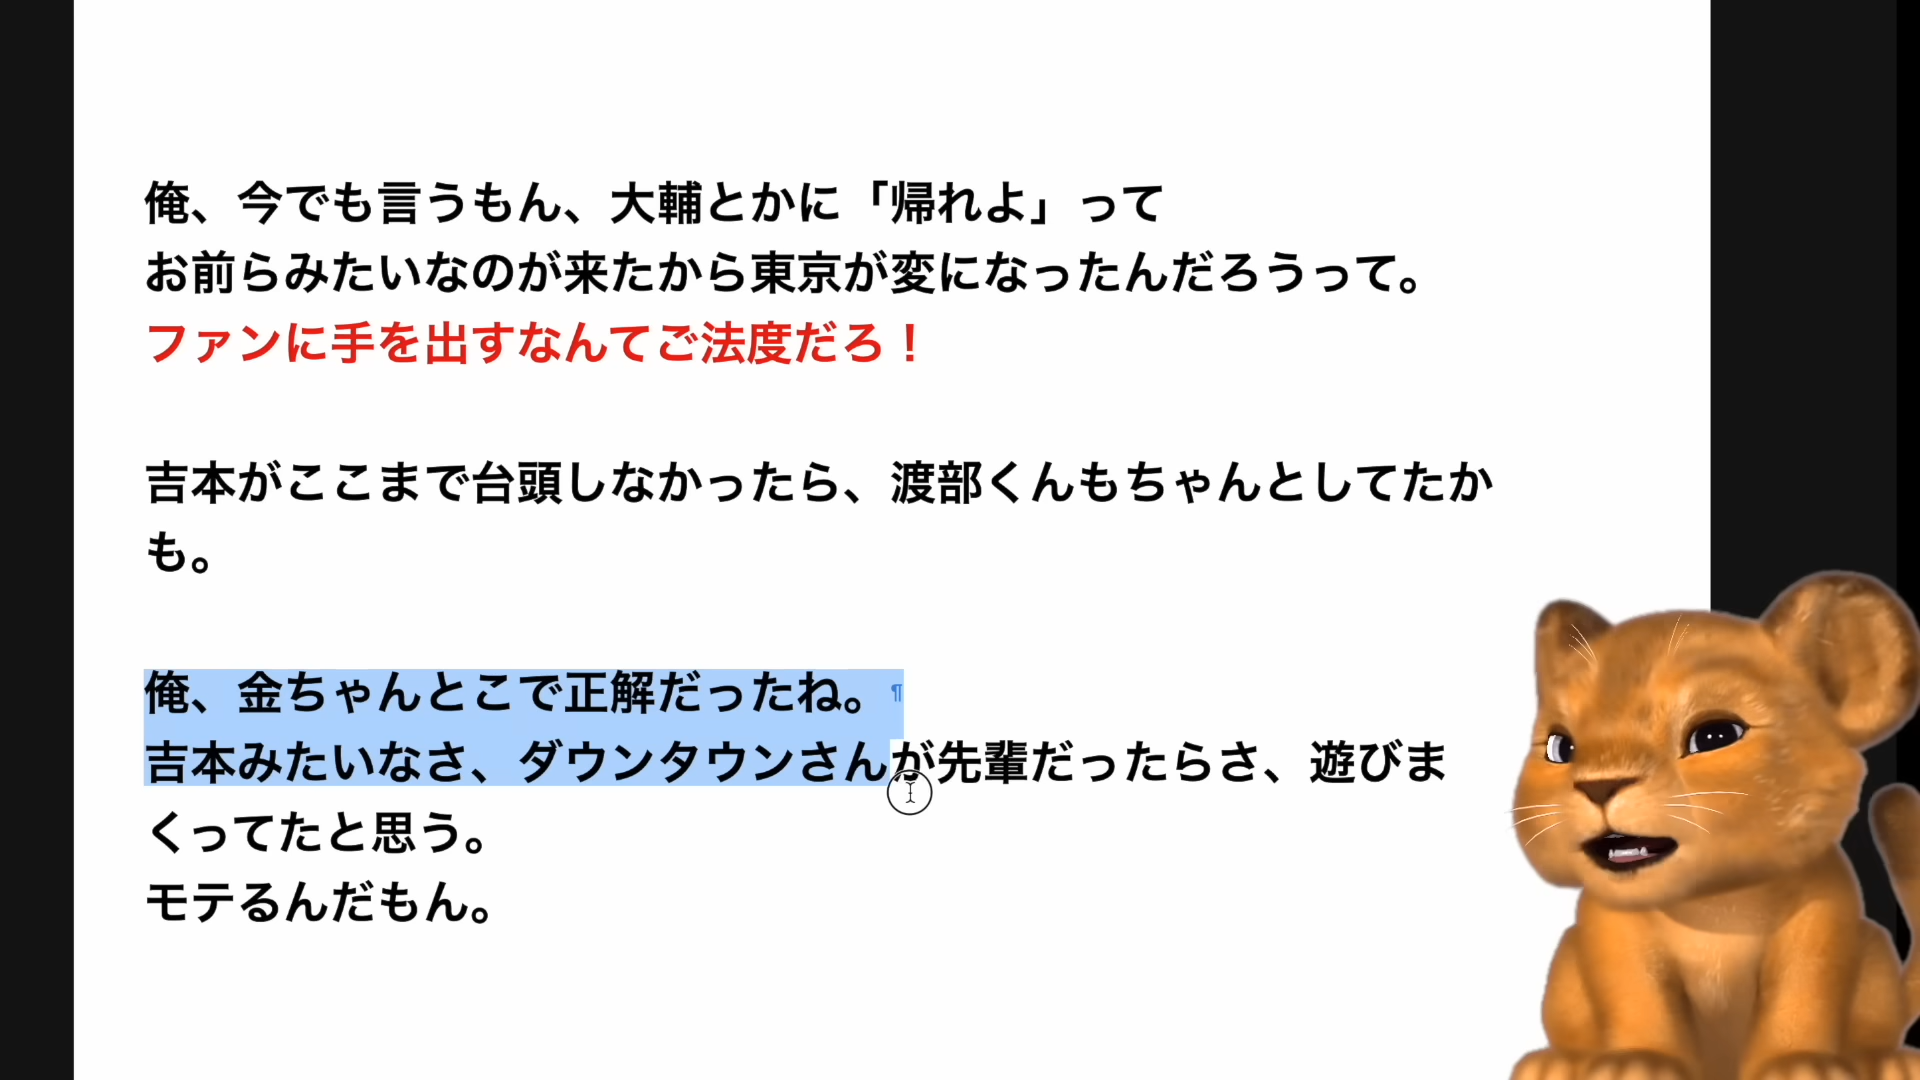 俺、今でも言うもん、大輔とかに「帰れよ」って
お前らみたいなのが来たから東京が変になったんだろうって。
ファンに手を出すなんてご法度だろ！
吉本がここまで台頭しなかったら、渡部くんもちゃんとしてたか
も。
俺、金ちゃんとこで正解だったね。
吉本みたいなさ、ダウンタウンさんが先輩だったらさ、遊びま
くってたと思う。
モテるんだもん。